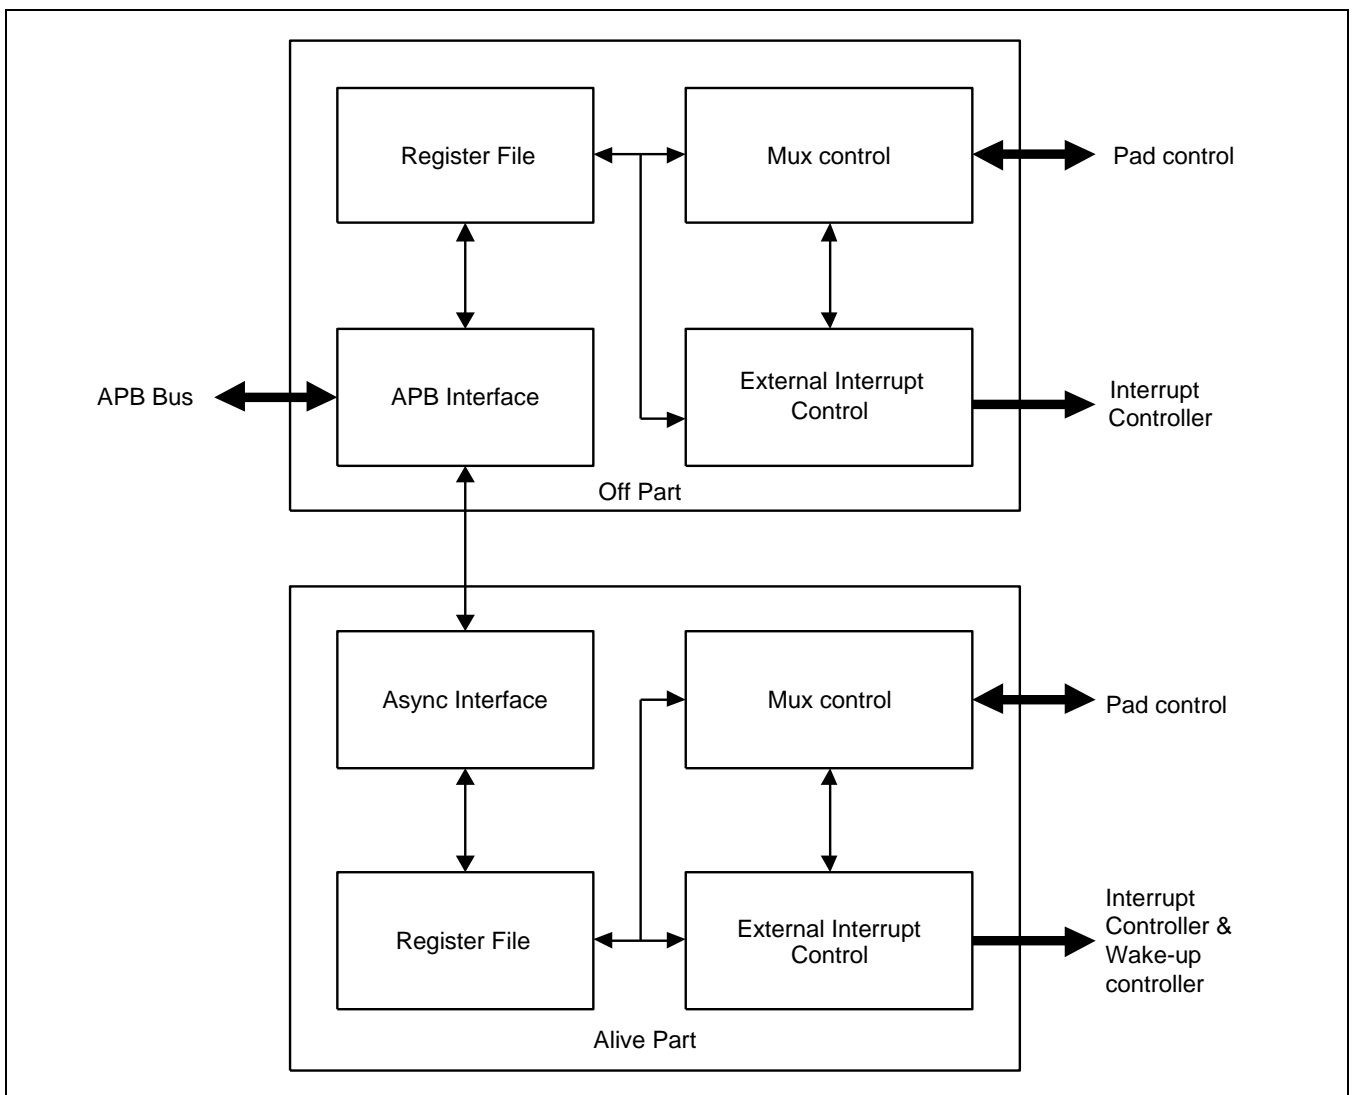 Register File
Mux control
Pad control
APB Bus
APB Interface
External Interrupt
Control
Interrupt
Controller
Off Part
Async Interface
Mux control
Pad control
Register File
External Interrupt
Control
Interrupt
Controller &
Wake-up
controller
Alive Part